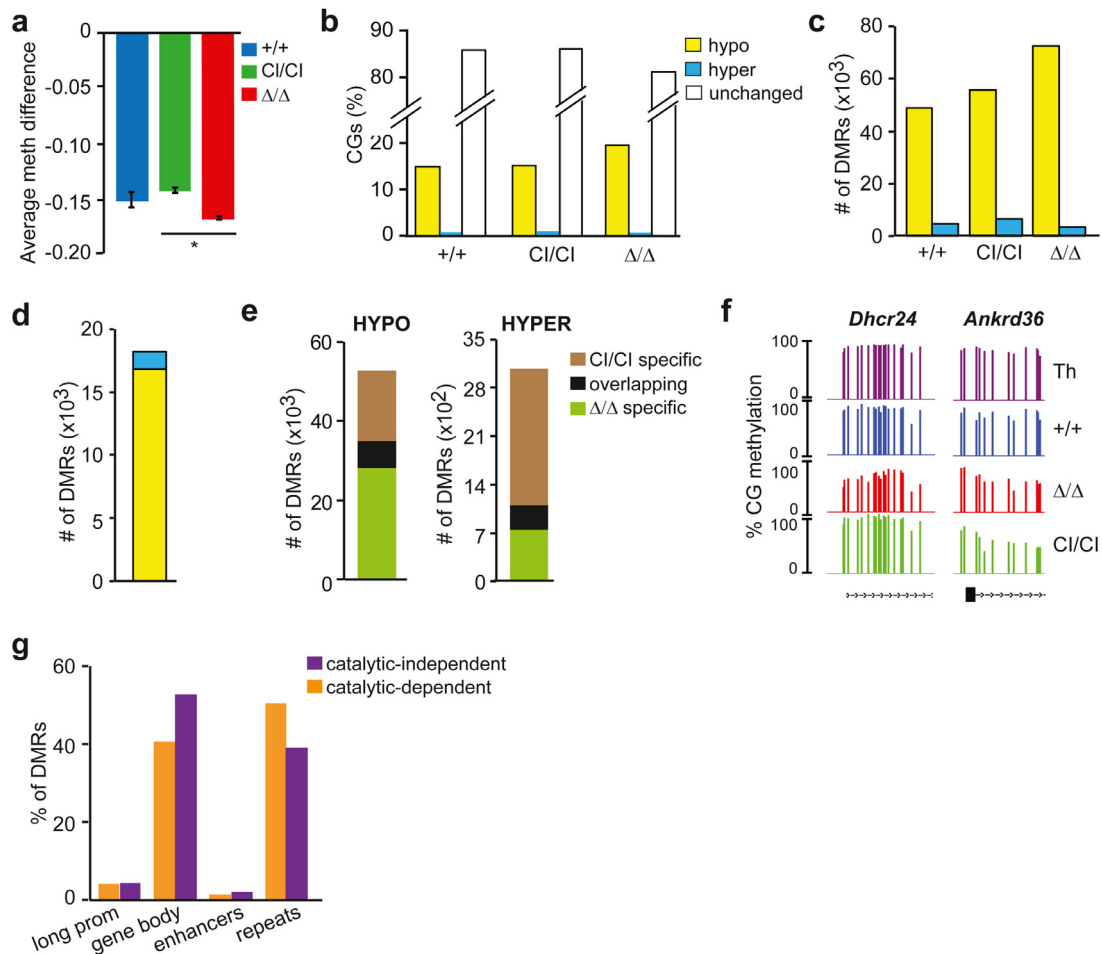 a
0
-0.05
-0.10
-0.15
-0.20
Average meth difference
+/+
CI/CI
Δ/Δ
*
b
90
80
20
10
0
CGs (%)
+/+
CI/CI
Δ/Δ
hypo
hyper
unchanged
c
80
60
40
20
0
# of DMRs (x10³)
+/+
CI/CI
Δ/Δ
d
20
15
10
5
0
# of DMRs (x10³)
e
HYPO
60
40
20
0
# of DMRs (x10³)
HYPER
35
28
21
14
7
0
# of DMRs (x10²)
CI/CI specific
overlapping
Δ/Δ specific
f
Dhcr24
Ankrd36
% CG methylation
100
0
100
0
100
0
100
0
Th
+/+
Δ/Δ
CI/CI
g
60
40
20
0
% of DMRs
catalytic-independent
catalytic-dependent
long prom
gene body
enhancers
repeats